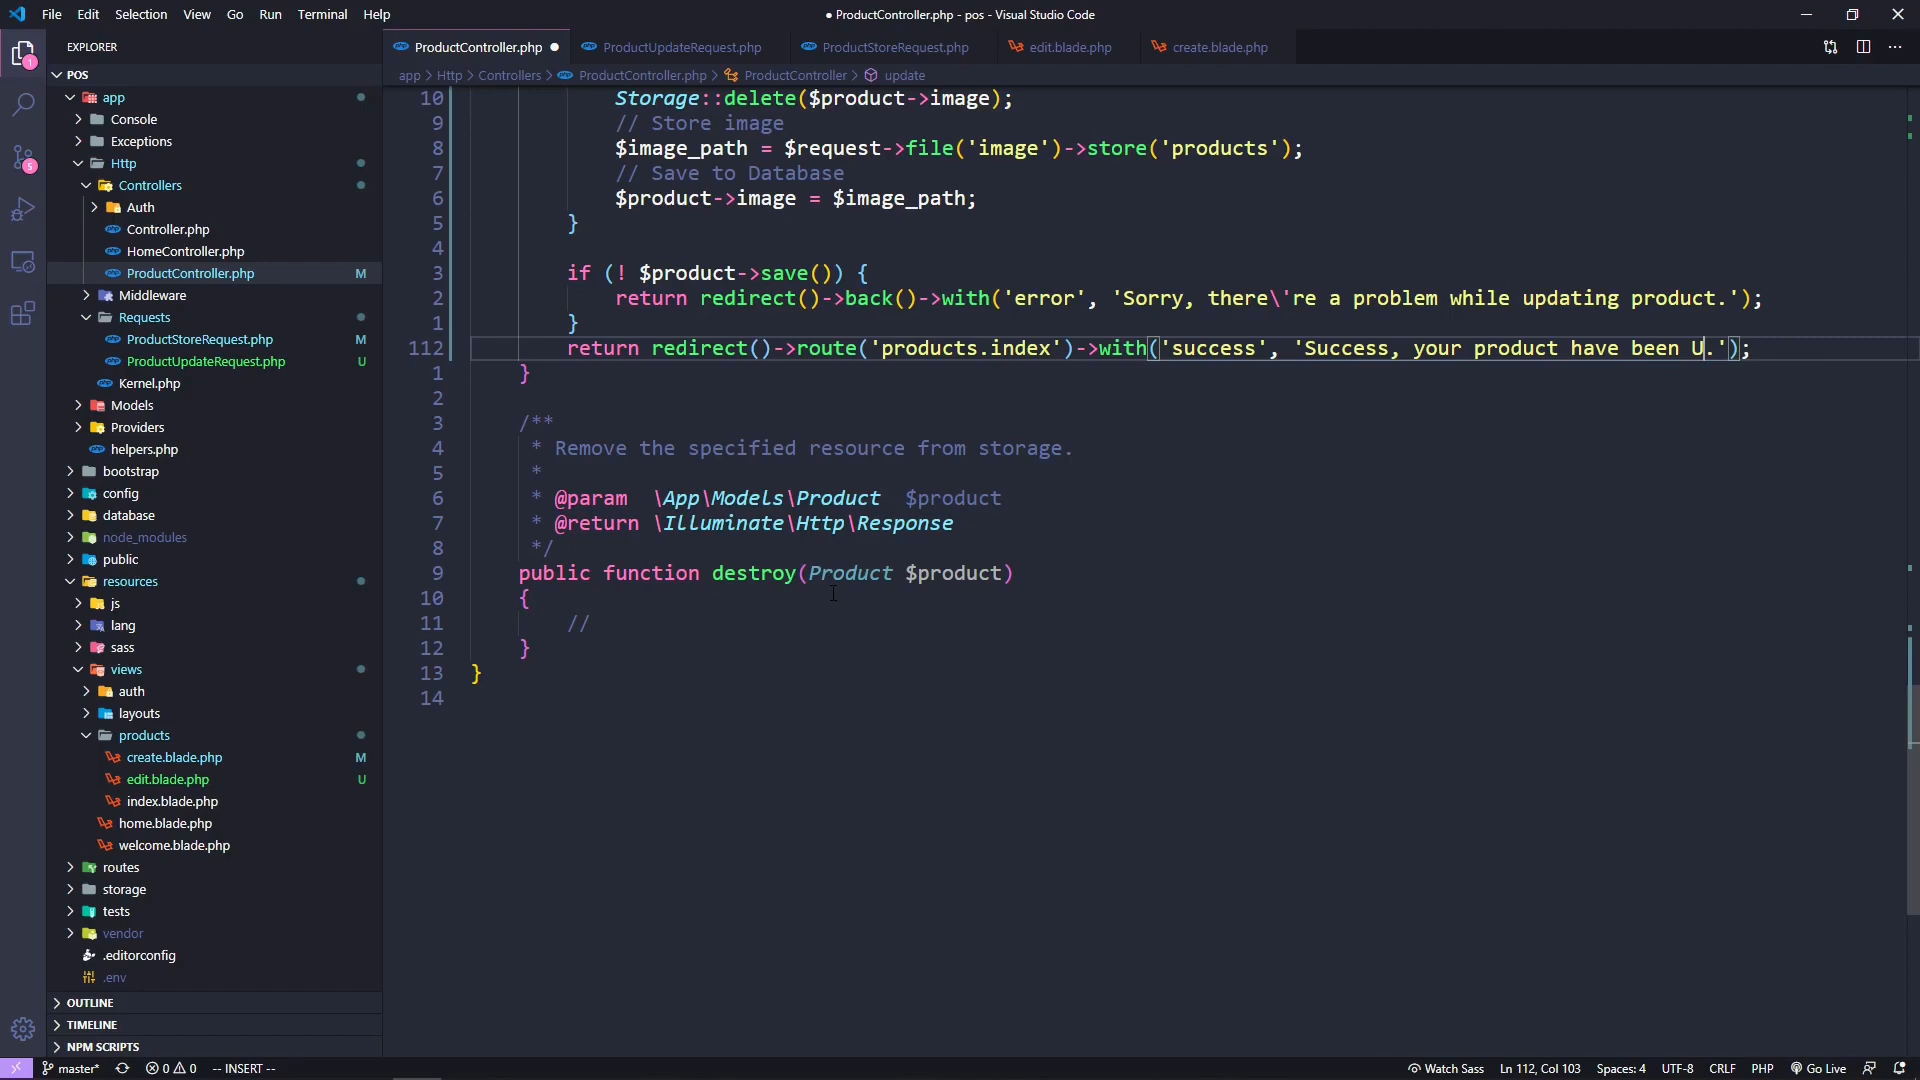 File Edit Selection View Go Run Terminal Help
● ProductController.php - pos - Visual Studio Code
EXPLORER
POS
app
Console
Exceptions
Http
Controllers
Auth
Controller.php
HomeController.php
ProductController.php M
Middleware
Requests
ProductStoreRequest.php M
ProductUpdateRequest.php U
Kernel.php
Models
Providers
helpers.php
bootstrap
config
database
node_modules
public
resources
js
lang
sass
views
auth
layouts
products
create.blade.php M
edit.blade.php U
index.blade.php
home.blade.php
welcome.blade.php
routes
storage
tests
vendor
.editorconfig
.env
OUTLINE
TIMELINE
NPM SCRIPTS
1
5
ProductController.php ● ProductUpdateRequest.php ProductStoreRequest.php edit.blade.php create.blade.php
app > Http > Controllers > ProductController.php > ProductController > update
10 Storage::delete($product->image);
9 // Store image
8 $image_path = $request->file('image')->store('products');
7 // Save to Database
6 $product->image = $image_path;
5 }
4
3 if (! $product->save()) {
2 return redirect()->back()->with('error', 'Sorry, there\'re a problem while updating product.');
1 }
112 return redirect()->route('products.index')->with('success', 'Success, your product have been U.');
1 }
2
3 /**
4 * Remove the specified resource from storage.
5 *
6 * @param \App\Models\Product $product
7 * @return \Illuminate\Http\Response
8 */
9 public function destroy(Product $product)
10 {
11 //
12 }
13 }
14
master* 0 0 -- INSERT -- Watch Sass Ln 112, Col 103 Spaces: 4 UTF-8 CRLF PHP Go Live